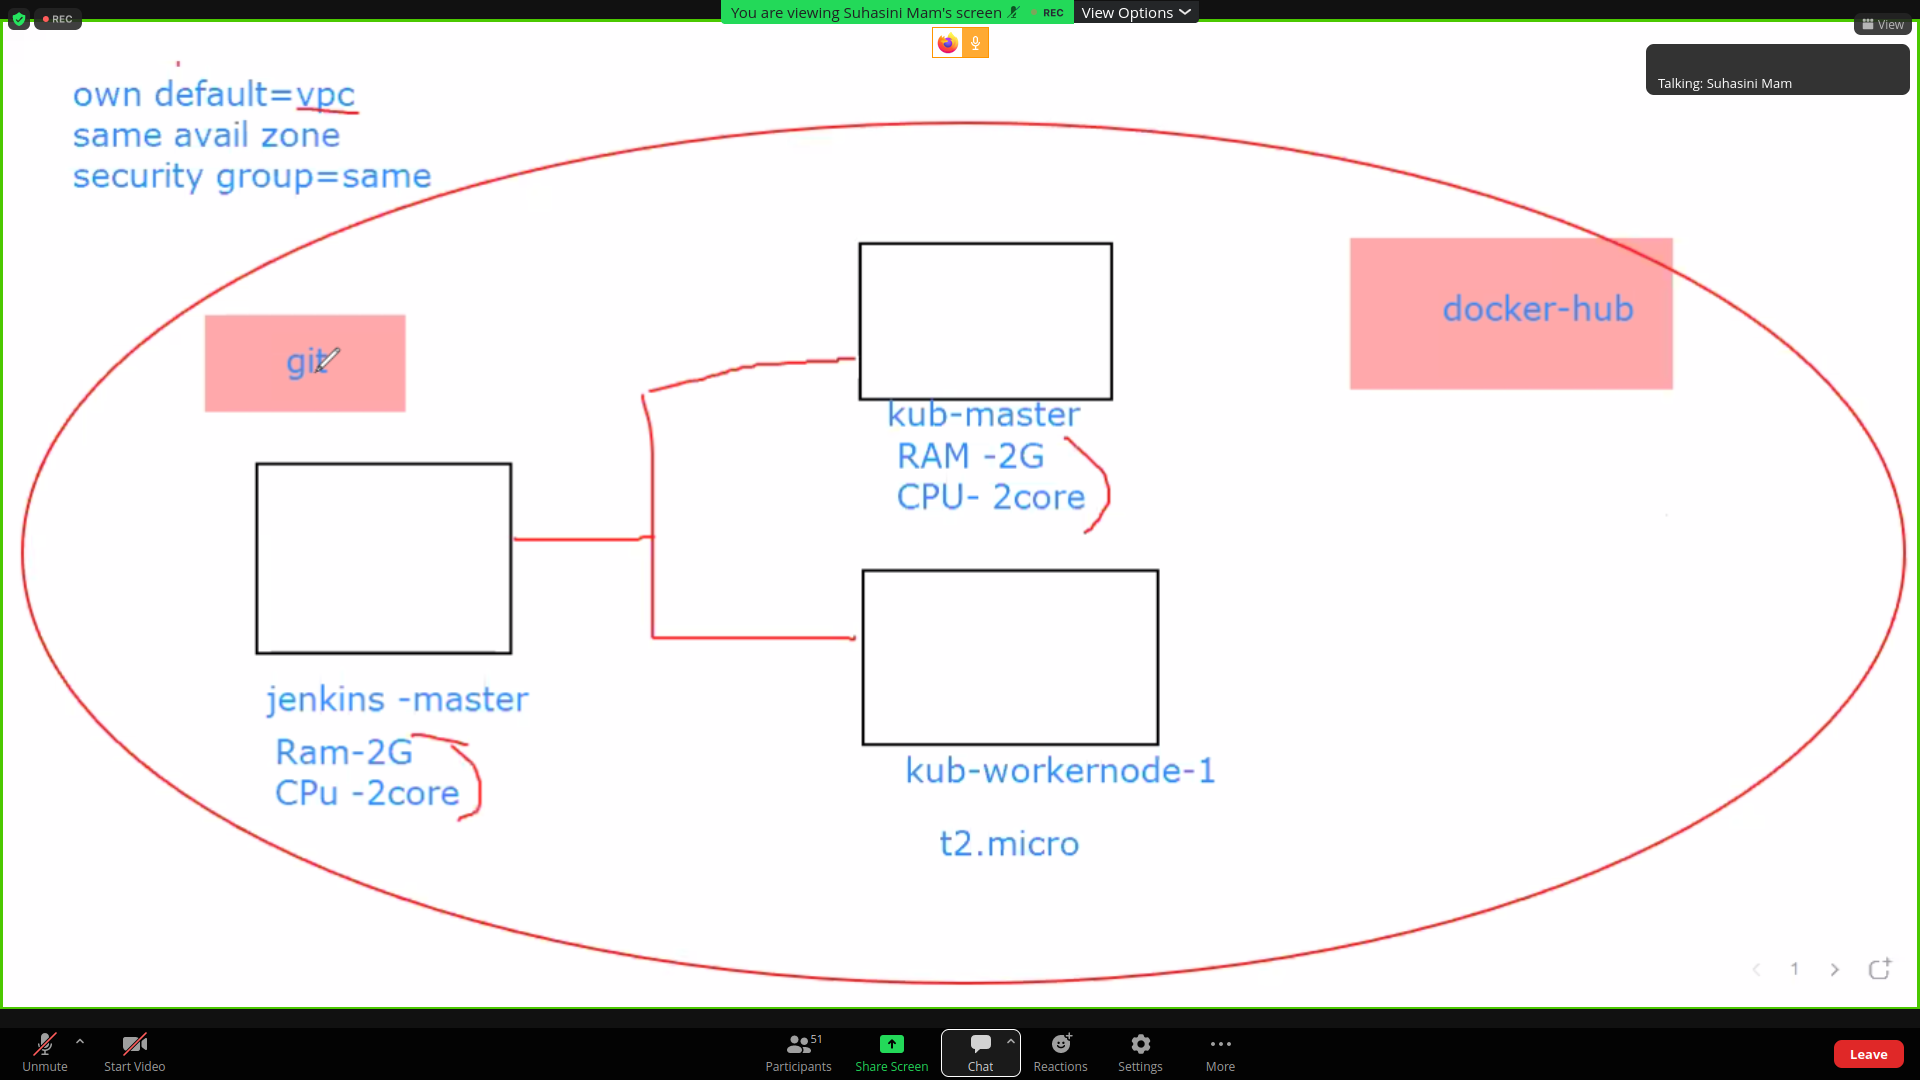 REC
You are viewing Suhasini Mam's screen
REC
View Options
View
Talking: Suhasini Mam
own default=vpc
same avail zone
security group=same
git
docker-hub
kub-master
RAM -2G
CPU- 2core
jenkins -master
Ram-2G
CPu -2core
kub-workernode-1
t2.micro
1
Unmute
Start Video
Participants
51
Share Screen
Chat
Reactions
Settings
More
Leave